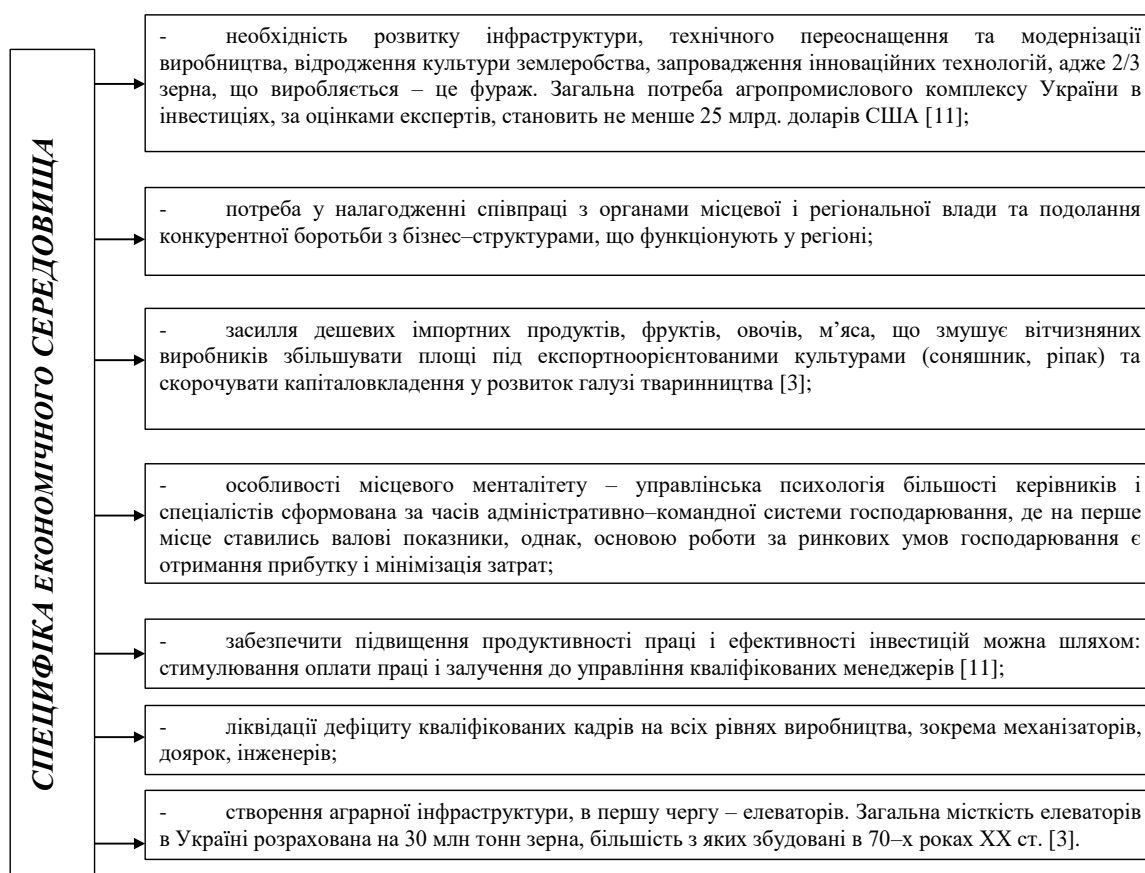 СПЕЦИФІКА ЕКОНОМІЧНОГО СЕРЕДОВИЩА
- необхідність розвитку інфраструктури, технічного переоснащення та модернізації
виробництва, відродження культури землеробства, запровадження інноваційних технологій, адже 2/3
зерна, що виробляється – це фураж. Загальна потреба агропромислового комплексу України в
інвестиціях, за оцінками експертів, становить не менше 25 млрд. доларів США [11];
- потреба у налагодженні співпраці з органами місцевої і регіональної влади та подолання
конкурентної боротьби з бізнес–структурами, що функціонують у регіоні;
- засилля дешевих імпортних продуктів, фруктів, овочів, м’яса, що змушує вітчизняних
виробників збільшувати площі під експортноорієнтованими культурами (соняшник, ріпак) та
скорочувати капіталовкладення у розвиток галузі тваринництва [3];
- особливості місцевого менталітету – управлінська психологія більшості керівників і
спеціалістів сформована за часів адміністративно–командної системи господарювання, де на перше
місце ставились валові показники, однак, основою роботи за ринкових умов господарювання є
отримання прибутку і мінімізація затрат;
- забезпечити підвищення продуктивності праці і ефективності інвестицій можна шляхом:
стимулювання оплати праці і залучення до управління кваліфікованих менеджерів [11];
- ліквідації дефіциту кваліфікованих кадрів на всіх рівнях виробництва, зокрема механізаторів,
доярок, інженерів;
- створення аграрної інфраструктури, в першу чергу – елеваторів. Загальна місткість елеваторів
в Україні розрахована на 30 млн тонн зерна, більшість з яких збудовані в 70–х роках ХХ ст. [3].